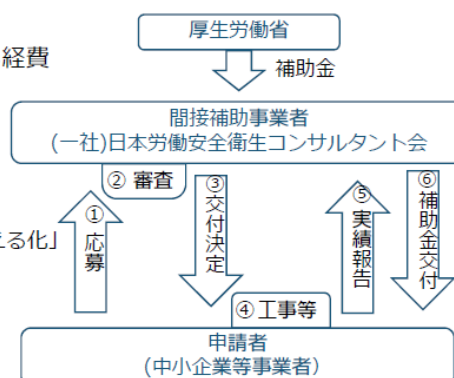 厚生労働省
経費
補助金
間接補助事業者
(一社)日本労働安全衛生コンサルタント会
② 審査
①応募
③交付決定
⑤実績報告
⑥補助金交付
える化」
④工事等
申請者
(中小企業等事業者)